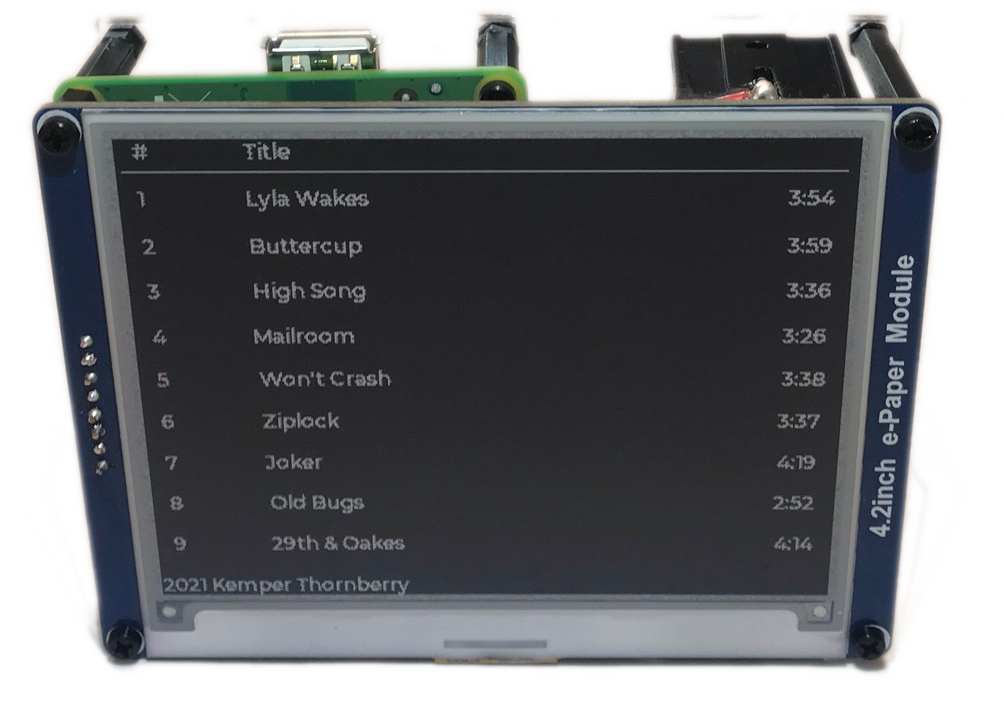 # Title
1 Lyla Wakes 3:54
2 Buttercup 3:59
3 High Song 3:36
4 Mailroom 3:26
5 Won't Crash 3:38
6 Ziplock 3:37
7 Joker 4:19
8 Old Bugs 2:52
9 29th & Oakes 4:14
2021 Kemper Thornberry
4.2inch e-Paper Module